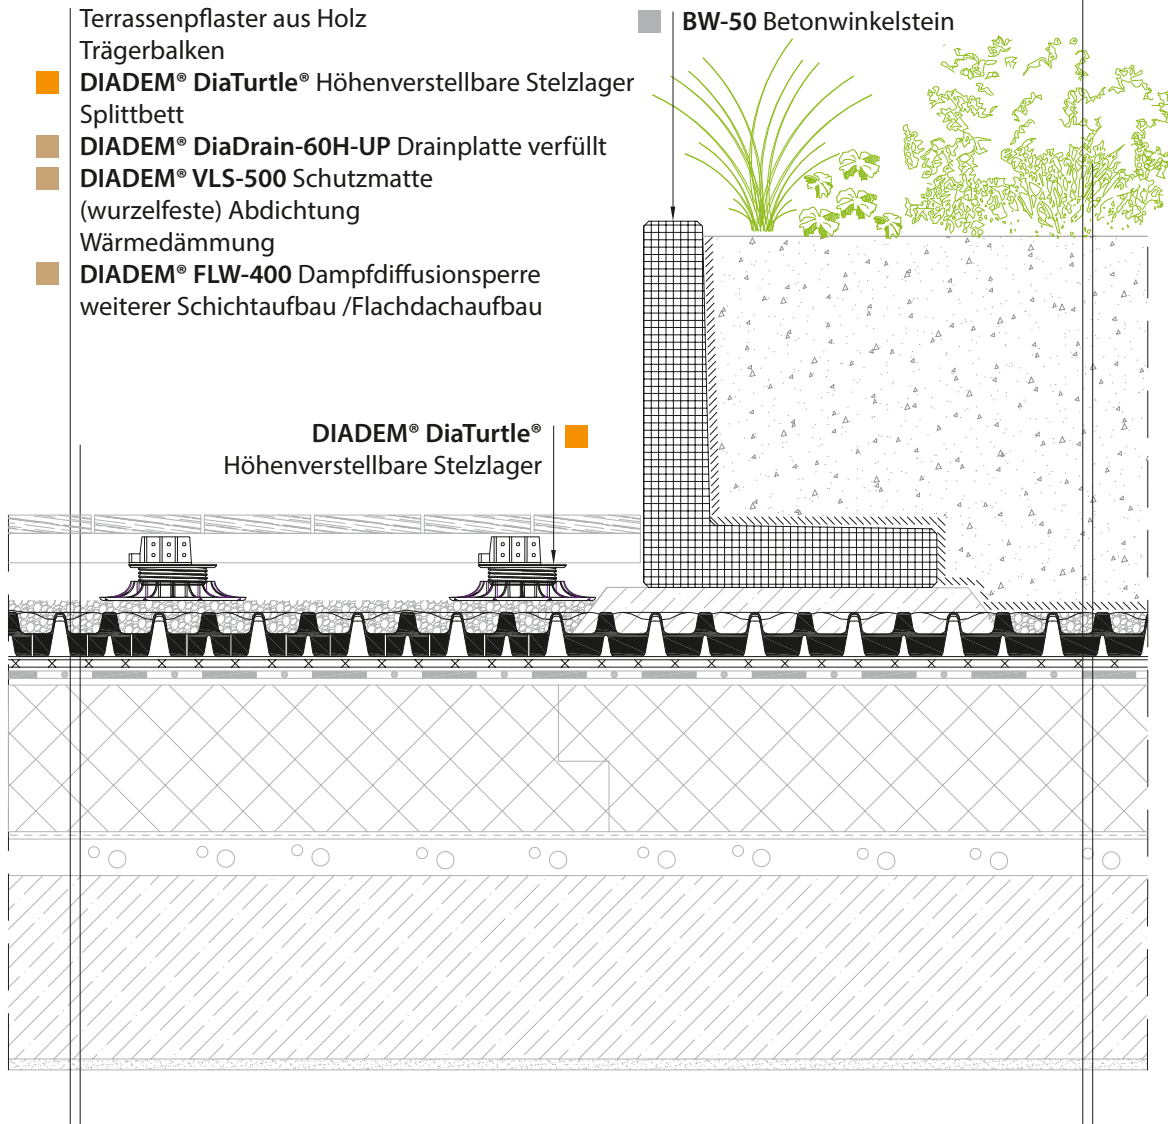 Terrassenpflaster aus Holz
Trägerbalken
DIADEM® DiaTurtle® Höhenverstellbare Stelzlager
Splittbett
DIADEM® DiaDrain-60H-UP Drainplatte verfüllt
DIADEM® VLS-500 Schutzmatte
(wurzelfeste) Abdichtung
Wärmedämmung
DIADEM® FLW-400 Dampfdiffusionsperre
weiterer Schichtaufbau /Flachdachaufbau
BW-50 Betonwinkelstein
DIADEM® DiaTurtle®
Höhenverstellbare Stelzlager